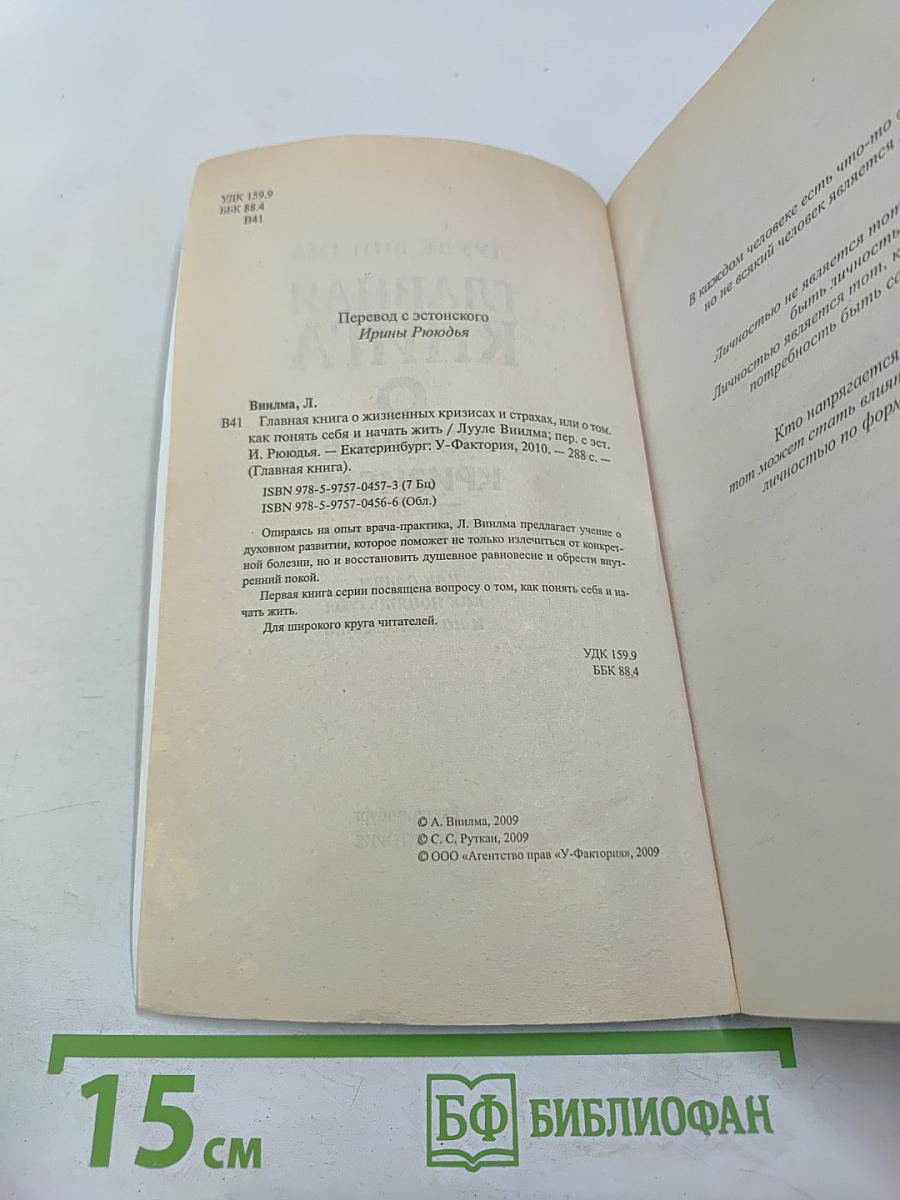 УДК 159.9
ББК 88.4
В41
Перевод с эстонского
Ирины Рююдья
Виилма, Л.
В41 Главная книга о жизненных кризисах и страхах, или о том,
как понять себя и начать жить / Лууле Виилма; пер. с эст.
И. Рююдья. — Екатеринбург: У-Фактория, 2010. — 288 с. —
(Главная книга).
ISBN 978-5-9757-0457-3 (7 Бц)
ISBN 978-5-9757-0456-6 (Обл.)
Опираясь на опыт врача-практика, Л. Виилма предлагает учение о
духовном развитии, которое поможет не только излечиться от конкрет-
ной болезни, но и восстановить душевное равновесие и обрести внут-
ренний покой.
Первая книга серии посвящена вопросу о том, как понять себя и на-
чать жить.
Для широкого круга читателей.
УДК 159.9
ББК 88.4
© А. Виилма, 2009
© С. С. Руткаи, 2009
© ООО «Агентство прав «У-Фактория», 2009
В каждом человеке есть что-то
но не всякий человек является
Личностью не является тот
быть личность
Личностью является тот, к
потребность быть со
Кто напрягается
тот может стать влият
личностью по форм
15 см
БФ БИБЛИОФАН